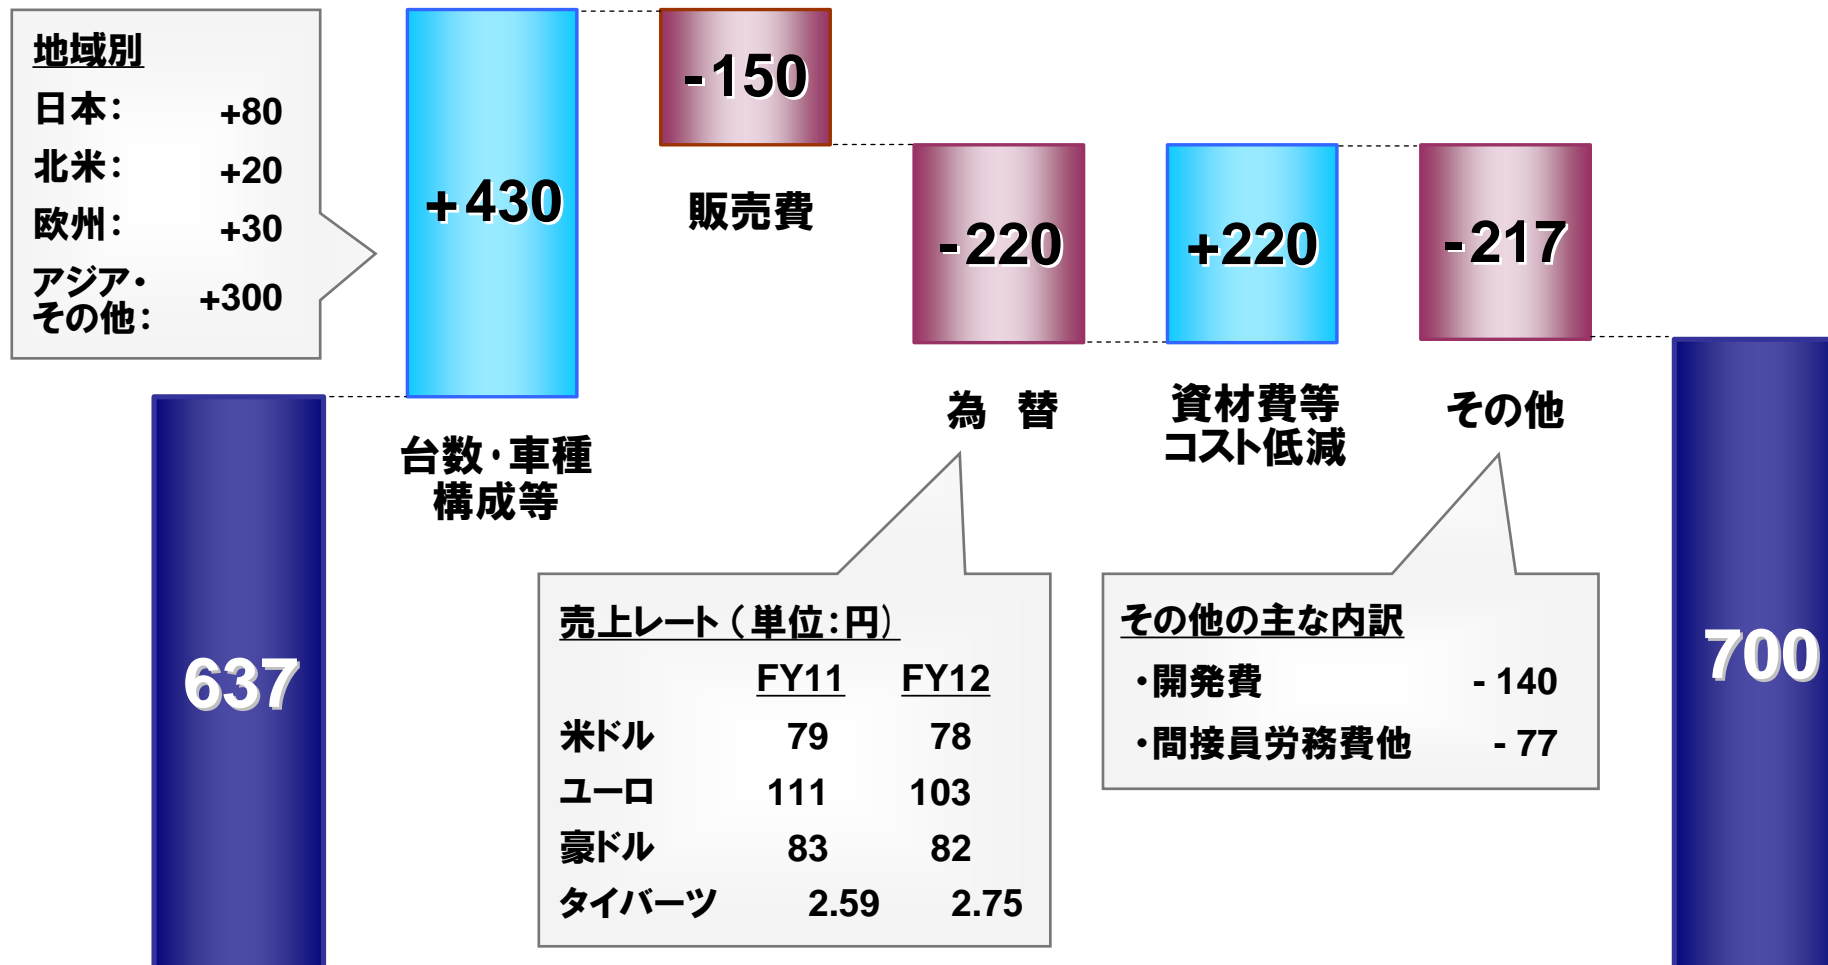 地域別
日本： +80
北米： +20
欧州： +30
アジア・
その他： +300
637
+430
台数・車種
構成等
-150
販売費
-220
為 替
+220
資材費等
コスト低減
-217
その他
700
売上レート（単位：円）
FY11 FY12
米ドル 79 78
ユーロ 111 103
豪ドル 83 82
タイバーツ 2.59 2.75
その他の主な内訳
・開発費 - 140
・間接員労務費他 - 77